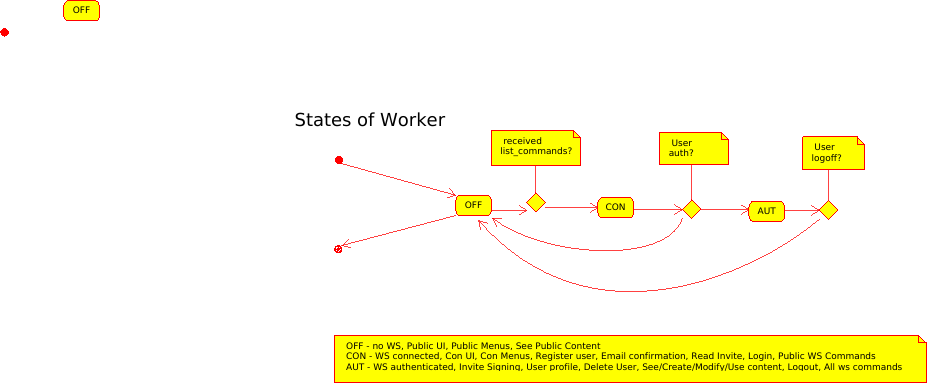 OFF
States of Worker
received
list_commands?
User
auth?
User
logoff?
OFF
CON
AUT
OFF - no WS, Public UI, Public Menus, See Public Content
CON - WS connected, Con UI, Con Menus, Register user, Email confirmation, Read Invite, Login, Public WS Commands
AUT - WS authenticated, Invite Signing, User profile, Delete User, See/Create/Modify/Use content, Logout, All ws commands